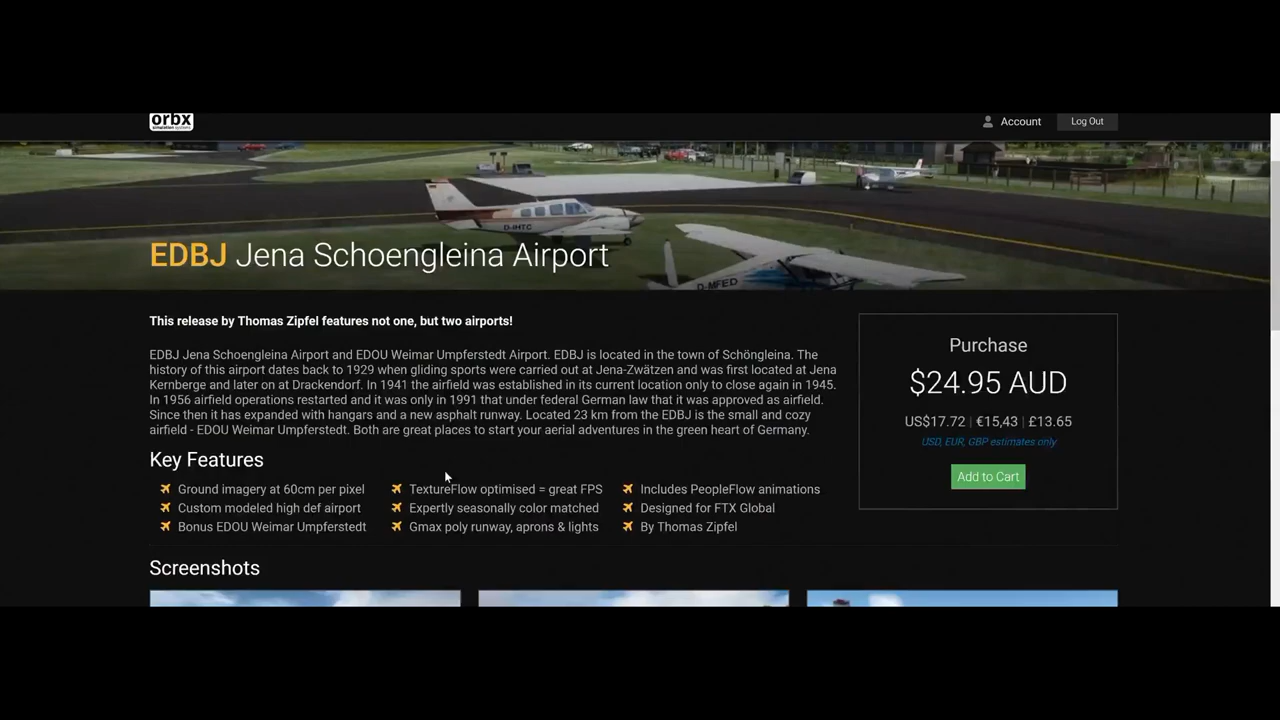 orbx
Account
Log Out
D-IHTC
D-MFED
EDBJ Jena Schoengleina Airport
This release by Thomas Zipfel features not one, but two airports!
EDBJ Jena Schoengleina Airport and EDOU Weimar Umpferstedt Airport. EDBJ is located in the town of Schöngleina. The
history of this airport dates back to 1929 when gliding sports were carried out at Jena-Zwätzen and was first located at Jena
Kernberge and later on at Drackendorf. In 1941 the airfield was established in its current location only to close again in 1945.
In 1956 airfield operations restarted and it was only in 1991 that under federal German law that it was approved as airfield.
Since then it has expanded with hangars and a new asphalt runway. Located 23 km from the EDBJ is the small and cozy
airfield - EDOU Weimar Umpferstedt. Both are great places to start your aerial adventures in the green heart of Germany.
Purchase
$24.95 AUD
US$17.72 | €15,43 | £13.65
USD, EUR, GBP estimates only
Add to Cart
Key Features
Ground imagery at 60cm per pixel
Custom modeled high def airport
Bonus EDOU Weimar Umpferstedt
TextureFlow optimised = great FPS
Expertly seasonally color matched
Gmax poly runway, aprons & lights
Includes PeopleFlow animations
Designed for FTX Global
By Thomas Zipfel
Screenshots